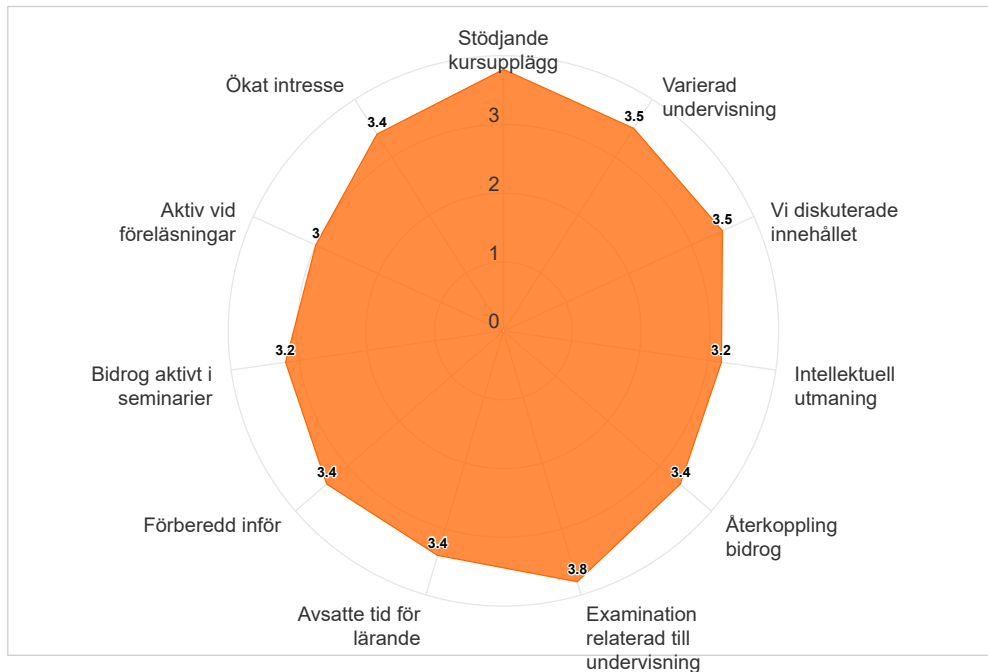 Stödjande
kursupplägg
Varierad
undervisning
Vi diskuterade
innehållet
Intellektuell
utmaning
Återkoppling
bidrog
Examination
relaterad till
undervisning
Avsatte tid för
lärande
Förberedd inför
Bidrog aktivt i
seminarier
Aktiv vid
föreläsningar
Ökat intresse
3
2
1
0
3.5
3.5
3.2
3.4
3.8
3.4
3.4
3.2
3
3.4